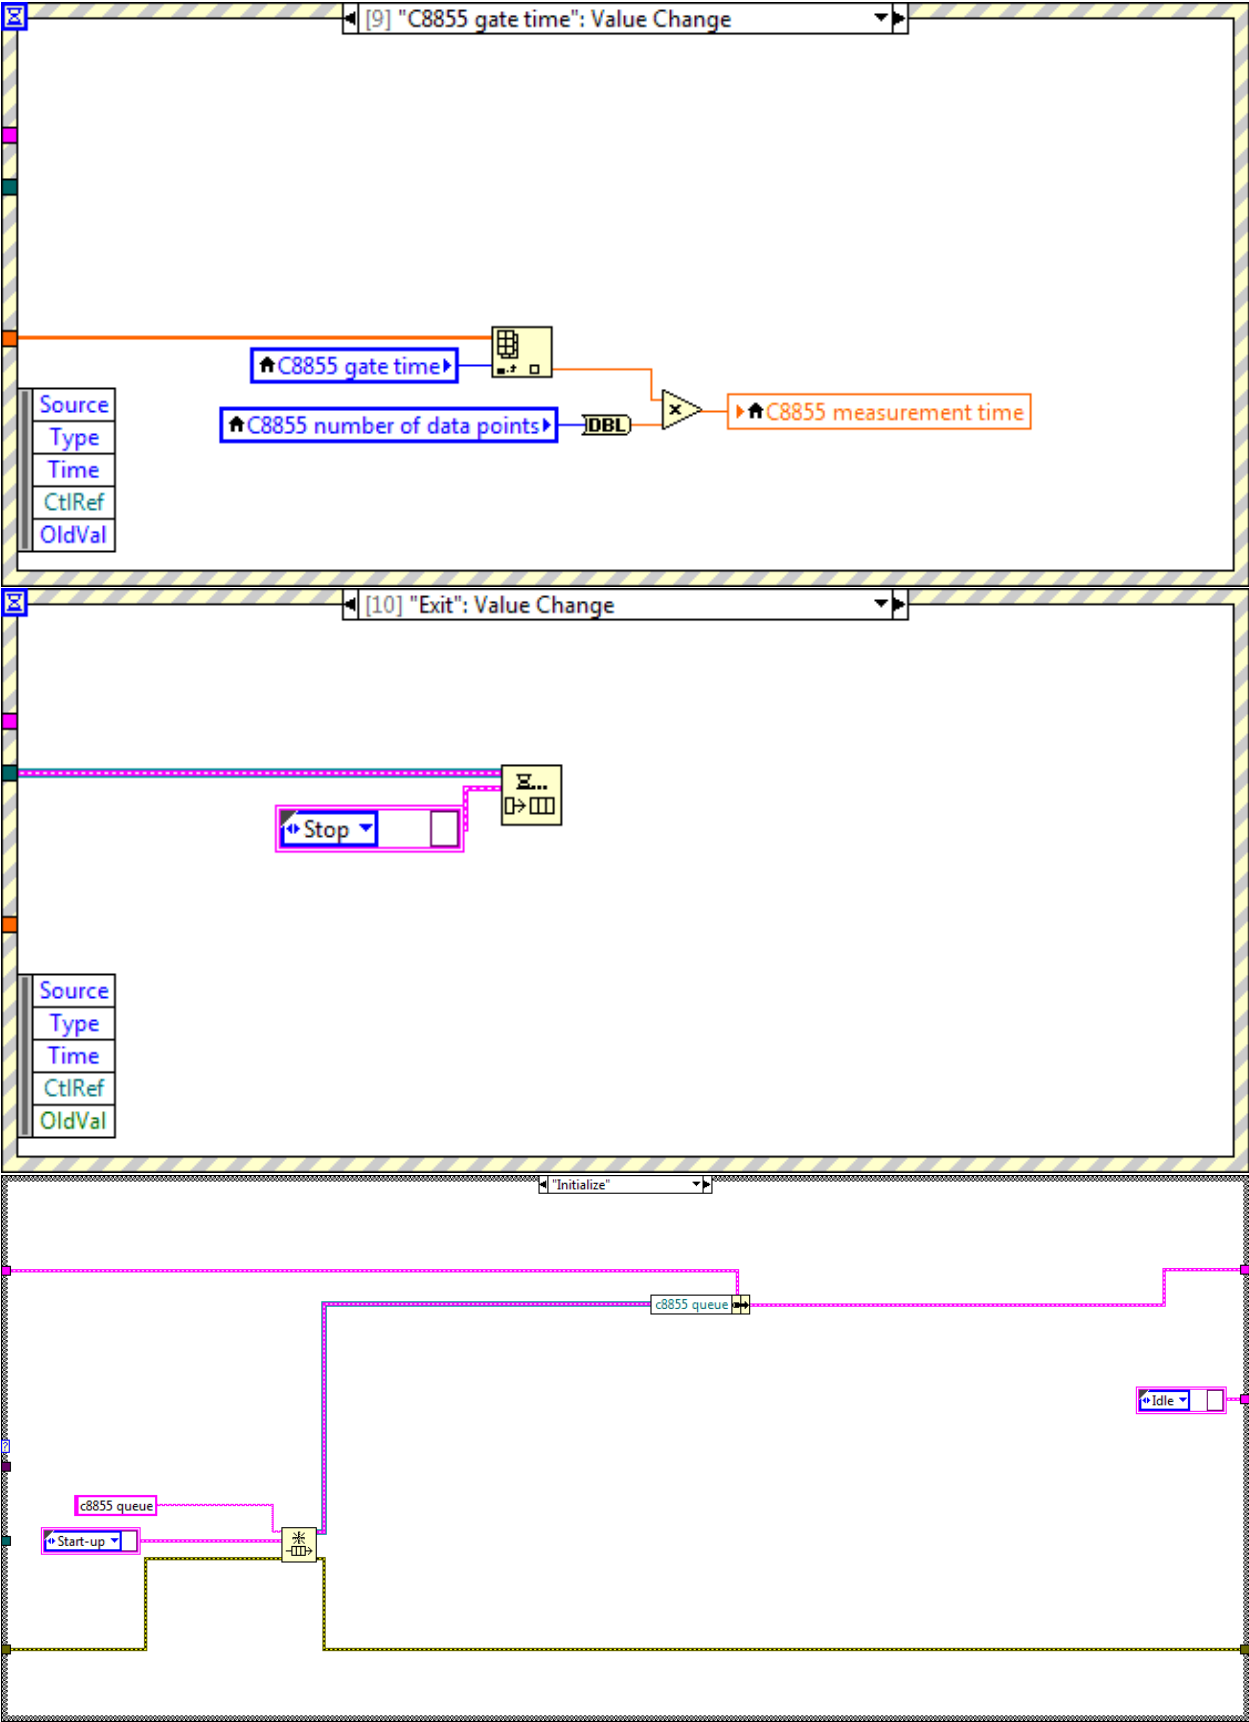 [9] "C8855 gate time": Value Change
C8855 gate time
C8855 number of data points
DBL
x
C8855 measurement time
Source
Type
Time
CtlRef
OldVal
[10] "Exit": Value Change
Stop
Source
Type
Time
CtlRef
OldVal
"Initialize"
c8855 queue
Idle
?
c8855 queue
Start-up